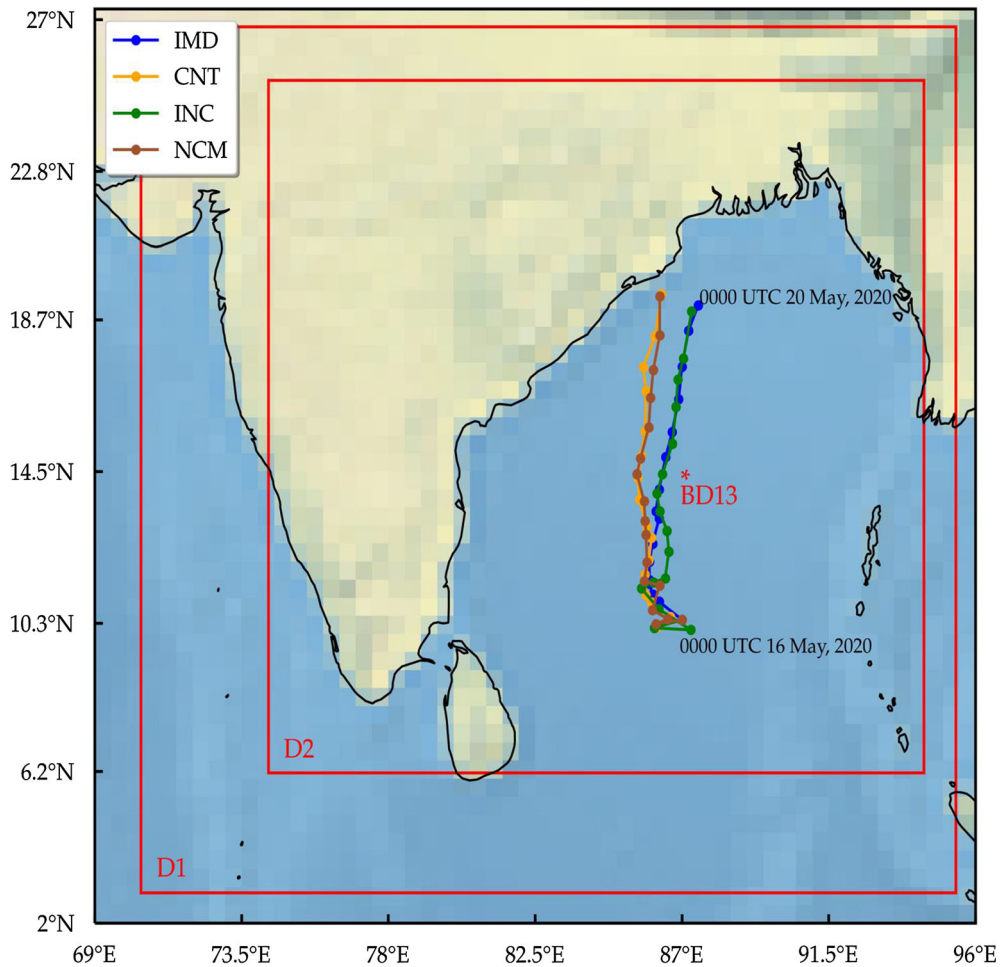 27°N
IMD
CNT
INC
NCM
22.8°N
18.7°N
0000 UTC 20 May, 2020
14.5°N
*
BD13
10.3°N
0000 UTC 16 May, 2020
D2
6.2°N
D1
2°N
69°E 73.5°E 78°E 82.5°E 87°E 91.5°E 96°E